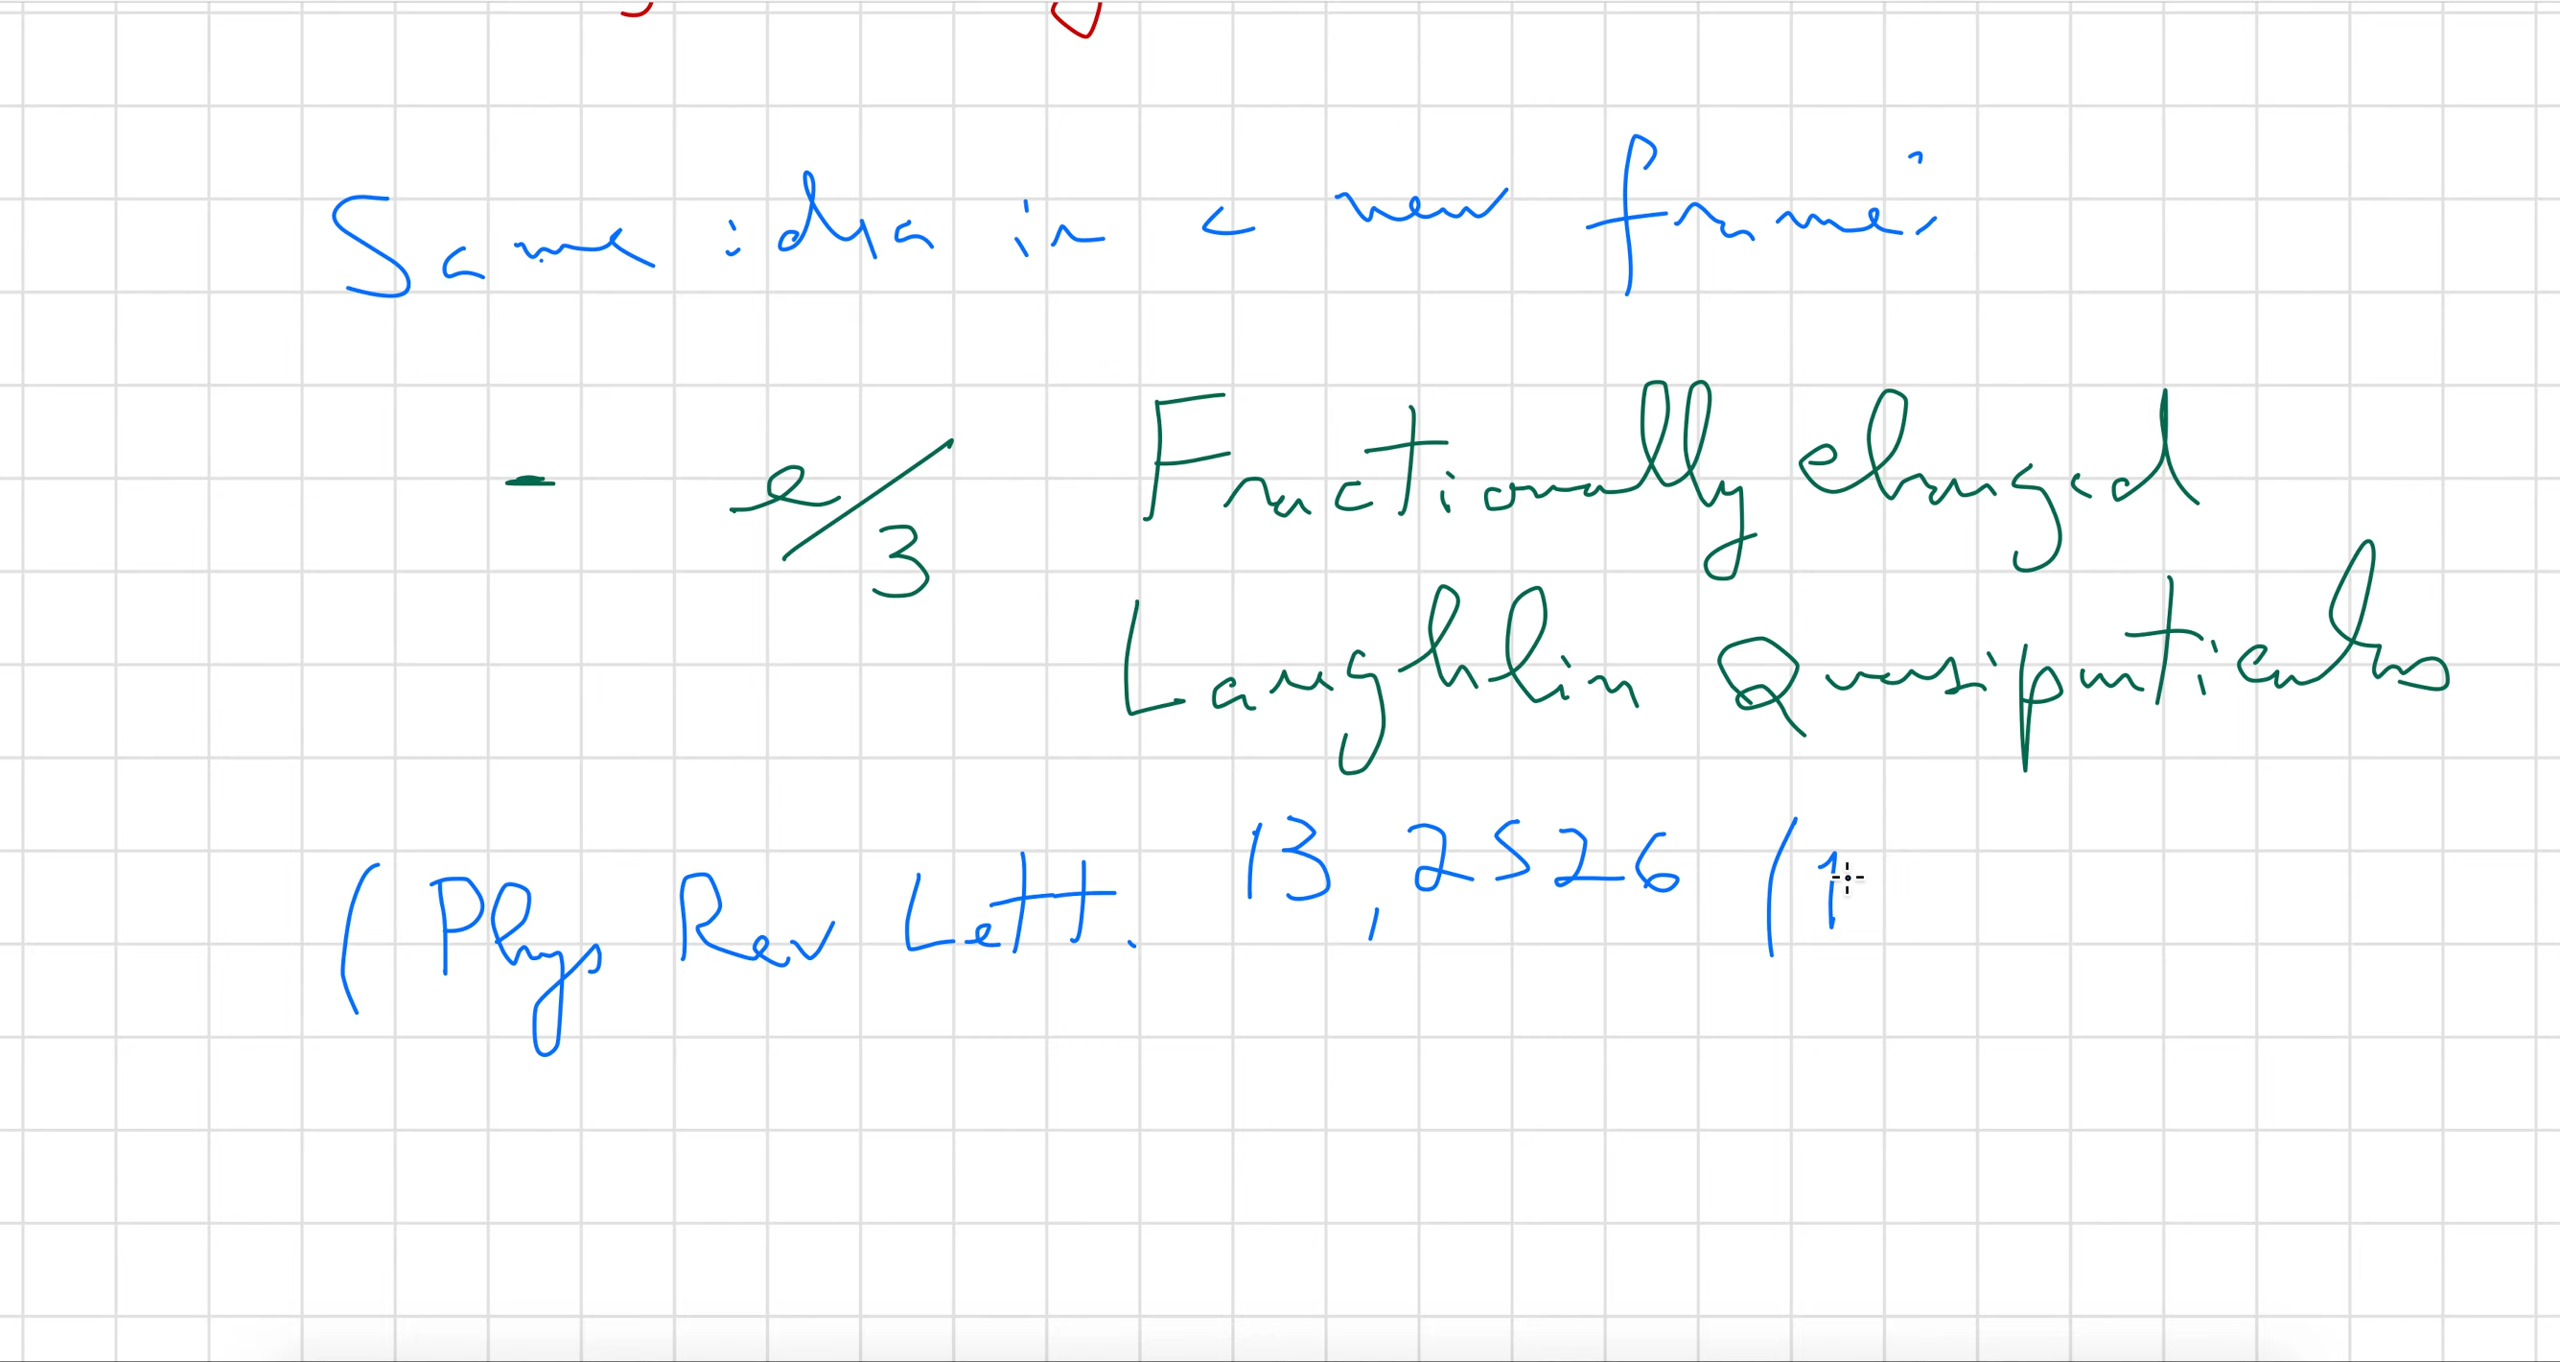 Same idea in a new frame:
- e/3 Fractionally charged
Laughlin Quasiparticles
(Phys Rev Lett. 13, 2526 (1